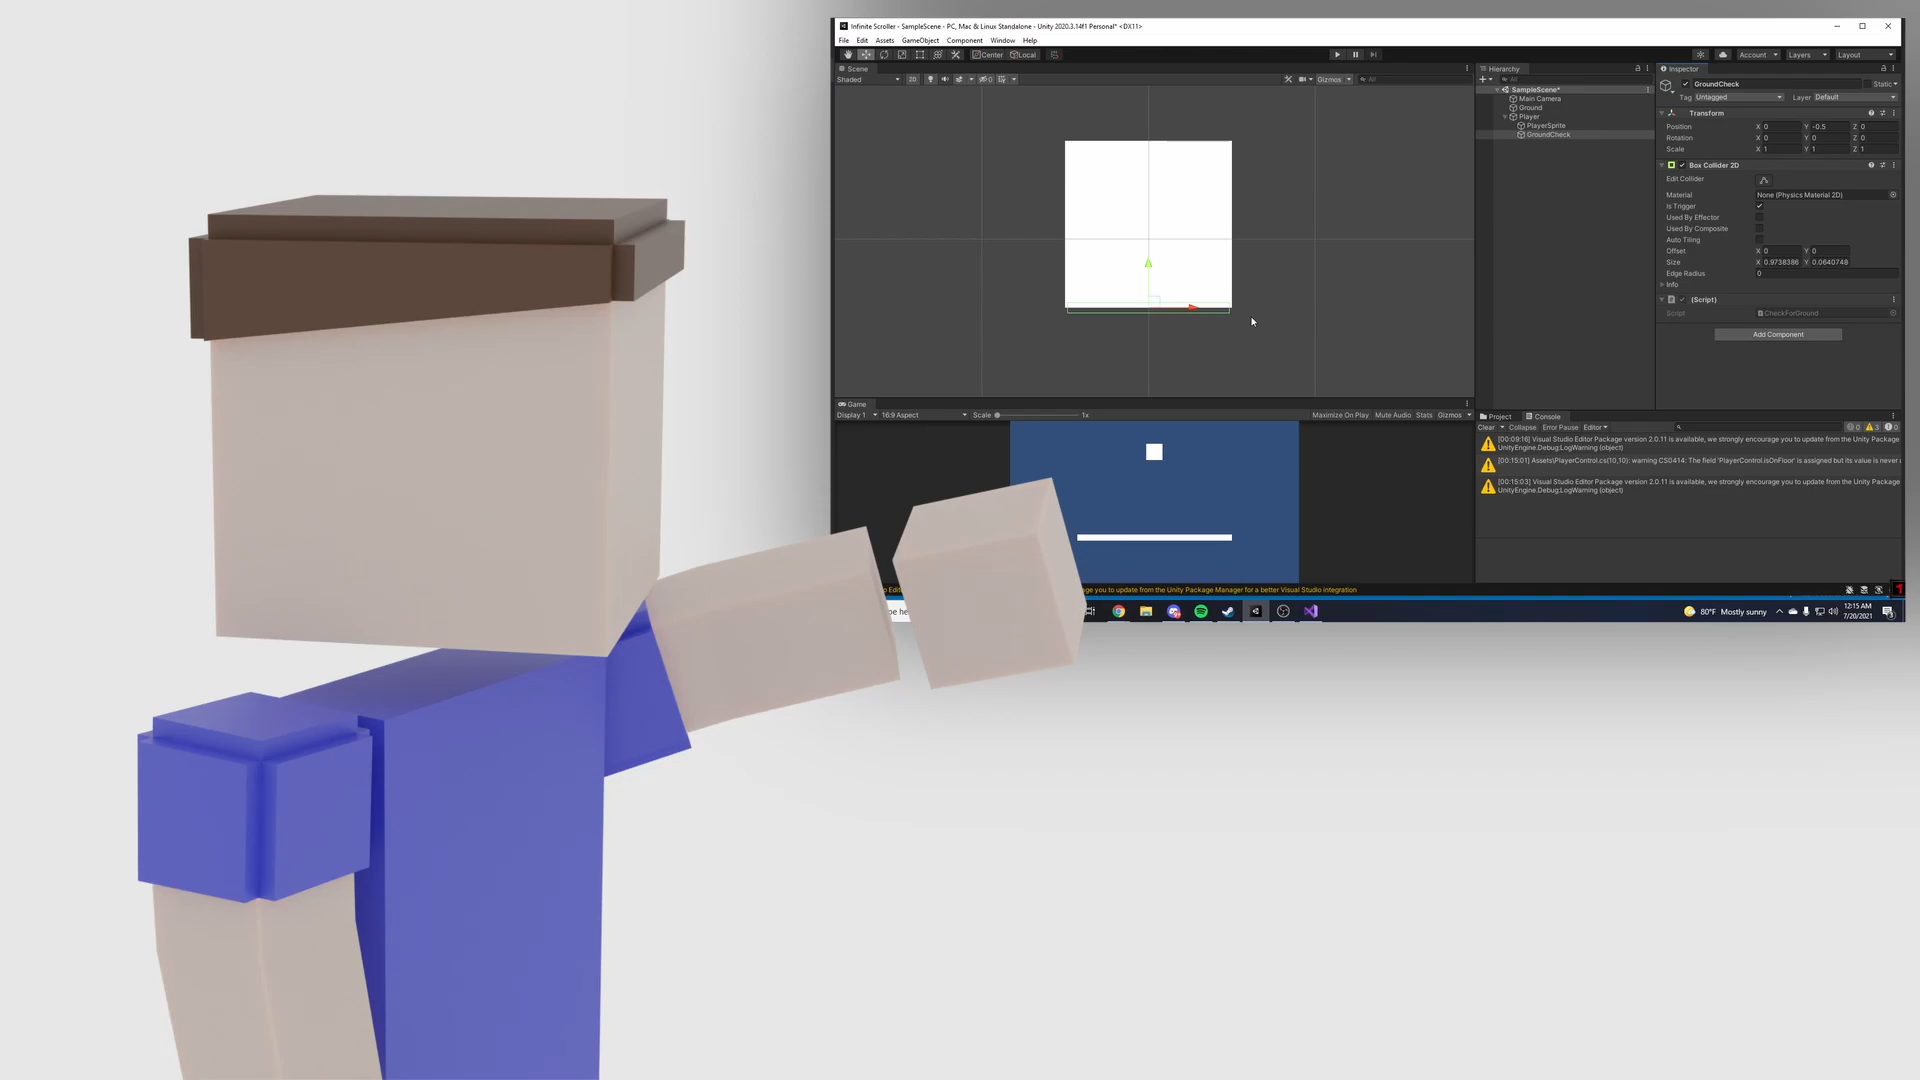 Infinite Scroller - SampleScene - PC, Mac & Linux Standalone - Unity 2020.3.14f1 Personal* <DX11>
File Edit Assets GameObject Component Window Help
Center Local
Account Layers Layout
Scene
Shaded 2D 0 Gizmos All
Hierarchy
All
SampleScene*
Main Camera
Ground
Player
PlayerSprite
GroundCheck
Inspector
GroundCheck Static
Tag Untagged Layer Default
Transform
Position X 0 Y -0.5 Z 0
Rotation X 0 Y 0 Z 0
Scale X 1 Y 1 Z 1
Box Collider 2D
Edit Collider
Material None (Physics Material 2D)
Is Trigger
Used By Effector
Used By Composite
Auto Tiling
Offset X 0 Y 0
Size X 0.9738386 Y 0.0640748
Edge Radius 0
Info
(Script)
Script CheckForGround
Add Component
Game
Display 1 16:9 Aspect Scale 1x Maximize On Play Mute Audio Stats Gizmos
Project Console
Clear Collapse Error Pause Editor 0 3 0
[00:09:16] Visual Studio Editor Package version 2.0.11 is available, we strongly encourage you to update from the Unity Package
UnityEngine.Debug:LogWarning (object)
[00:15:01] Assets\PlayerControl.cs(10,10): warning CS0414: The field 'PlayerControl.isOnFloor' is assigned but its value is never
[00:15:03] Visual Studio Editor Package version 2.0.11 is available, we strongly encourage you to update from the Unity Package
UnityEngine.Debug:LogWarning (object)
ge you to update from the Unity Package Manager for a better Visual Studio integration
80°F Mostly sunny
12:15 AM
7/20/2021